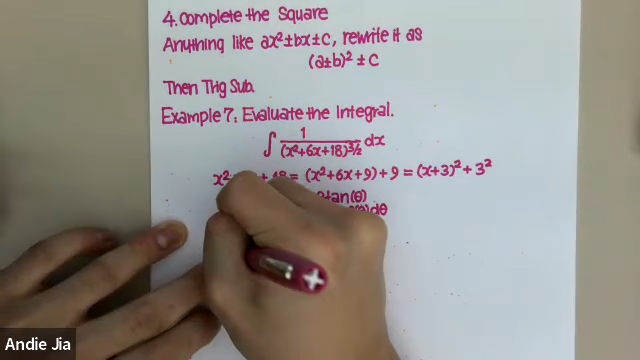 4. Complete the Square
Anything like ax²±bx±c, rewrite it as
(a±b)² ± c
Then Trig Sub.
Example 7: Evaluate the Integral.
∫ 1/(x²+6x+18)^3/2 dx
x² = (x²+6x+9)+9 = (x+3)²+3²
tan(θ)
dθ
Andie Jia